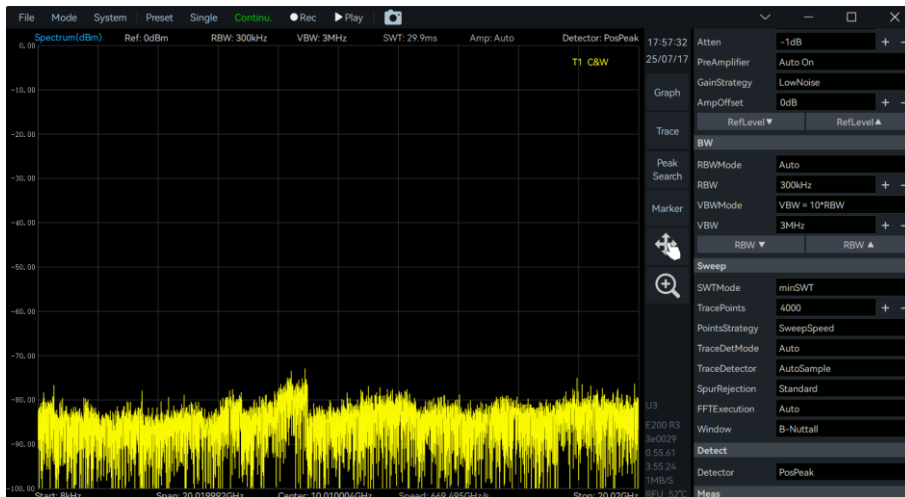 File Mode System Preset Single Continu. Rec Play
Spectrum(dBm) Ref: 0dBm RBW: 300kHz VBW: 3MHz SWT: 29.9ms Amp: Auto Detector: PosPeak
T1 C&W
0.00
-10.00
-20.00
-30.00
-40.00
-50.00
-60.00
-70.00
-80.00
-90.00
-100.00
Start: 8kHz Span: 20.019992GHz Center: 10.010004GHz Speed: 669.495GHz/s Stop: 20.02GHz
17:57:32
25/07/17
Graph
Trace
Peak
Search
Marker
U3
E200 R3
3e0029
0.55.61
3.55.24
1MB/S
RFU 52°C
Atten -1dB + -
PreAmplifier Auto On
GainStrategy LowNoise
AmpOffset 0dB + -
RefLevel▼ RefLevel▲
BW
RBWMode Auto
RBW 300kHz + -
VBWMode VBW = 10*RBW
VBW 3MHz + -
RBW ▼ RBW ▲
Sweep
SWTMode minSWT
TracePoints 4000 + -
PointsStrategy SweepSpeed
TraceDetMode Auto
TraceDetector AutoSample
SpurRejection Standard
FFTExecution Auto
Window B-Nuttall
Detect
Detector PosPeak
Meas